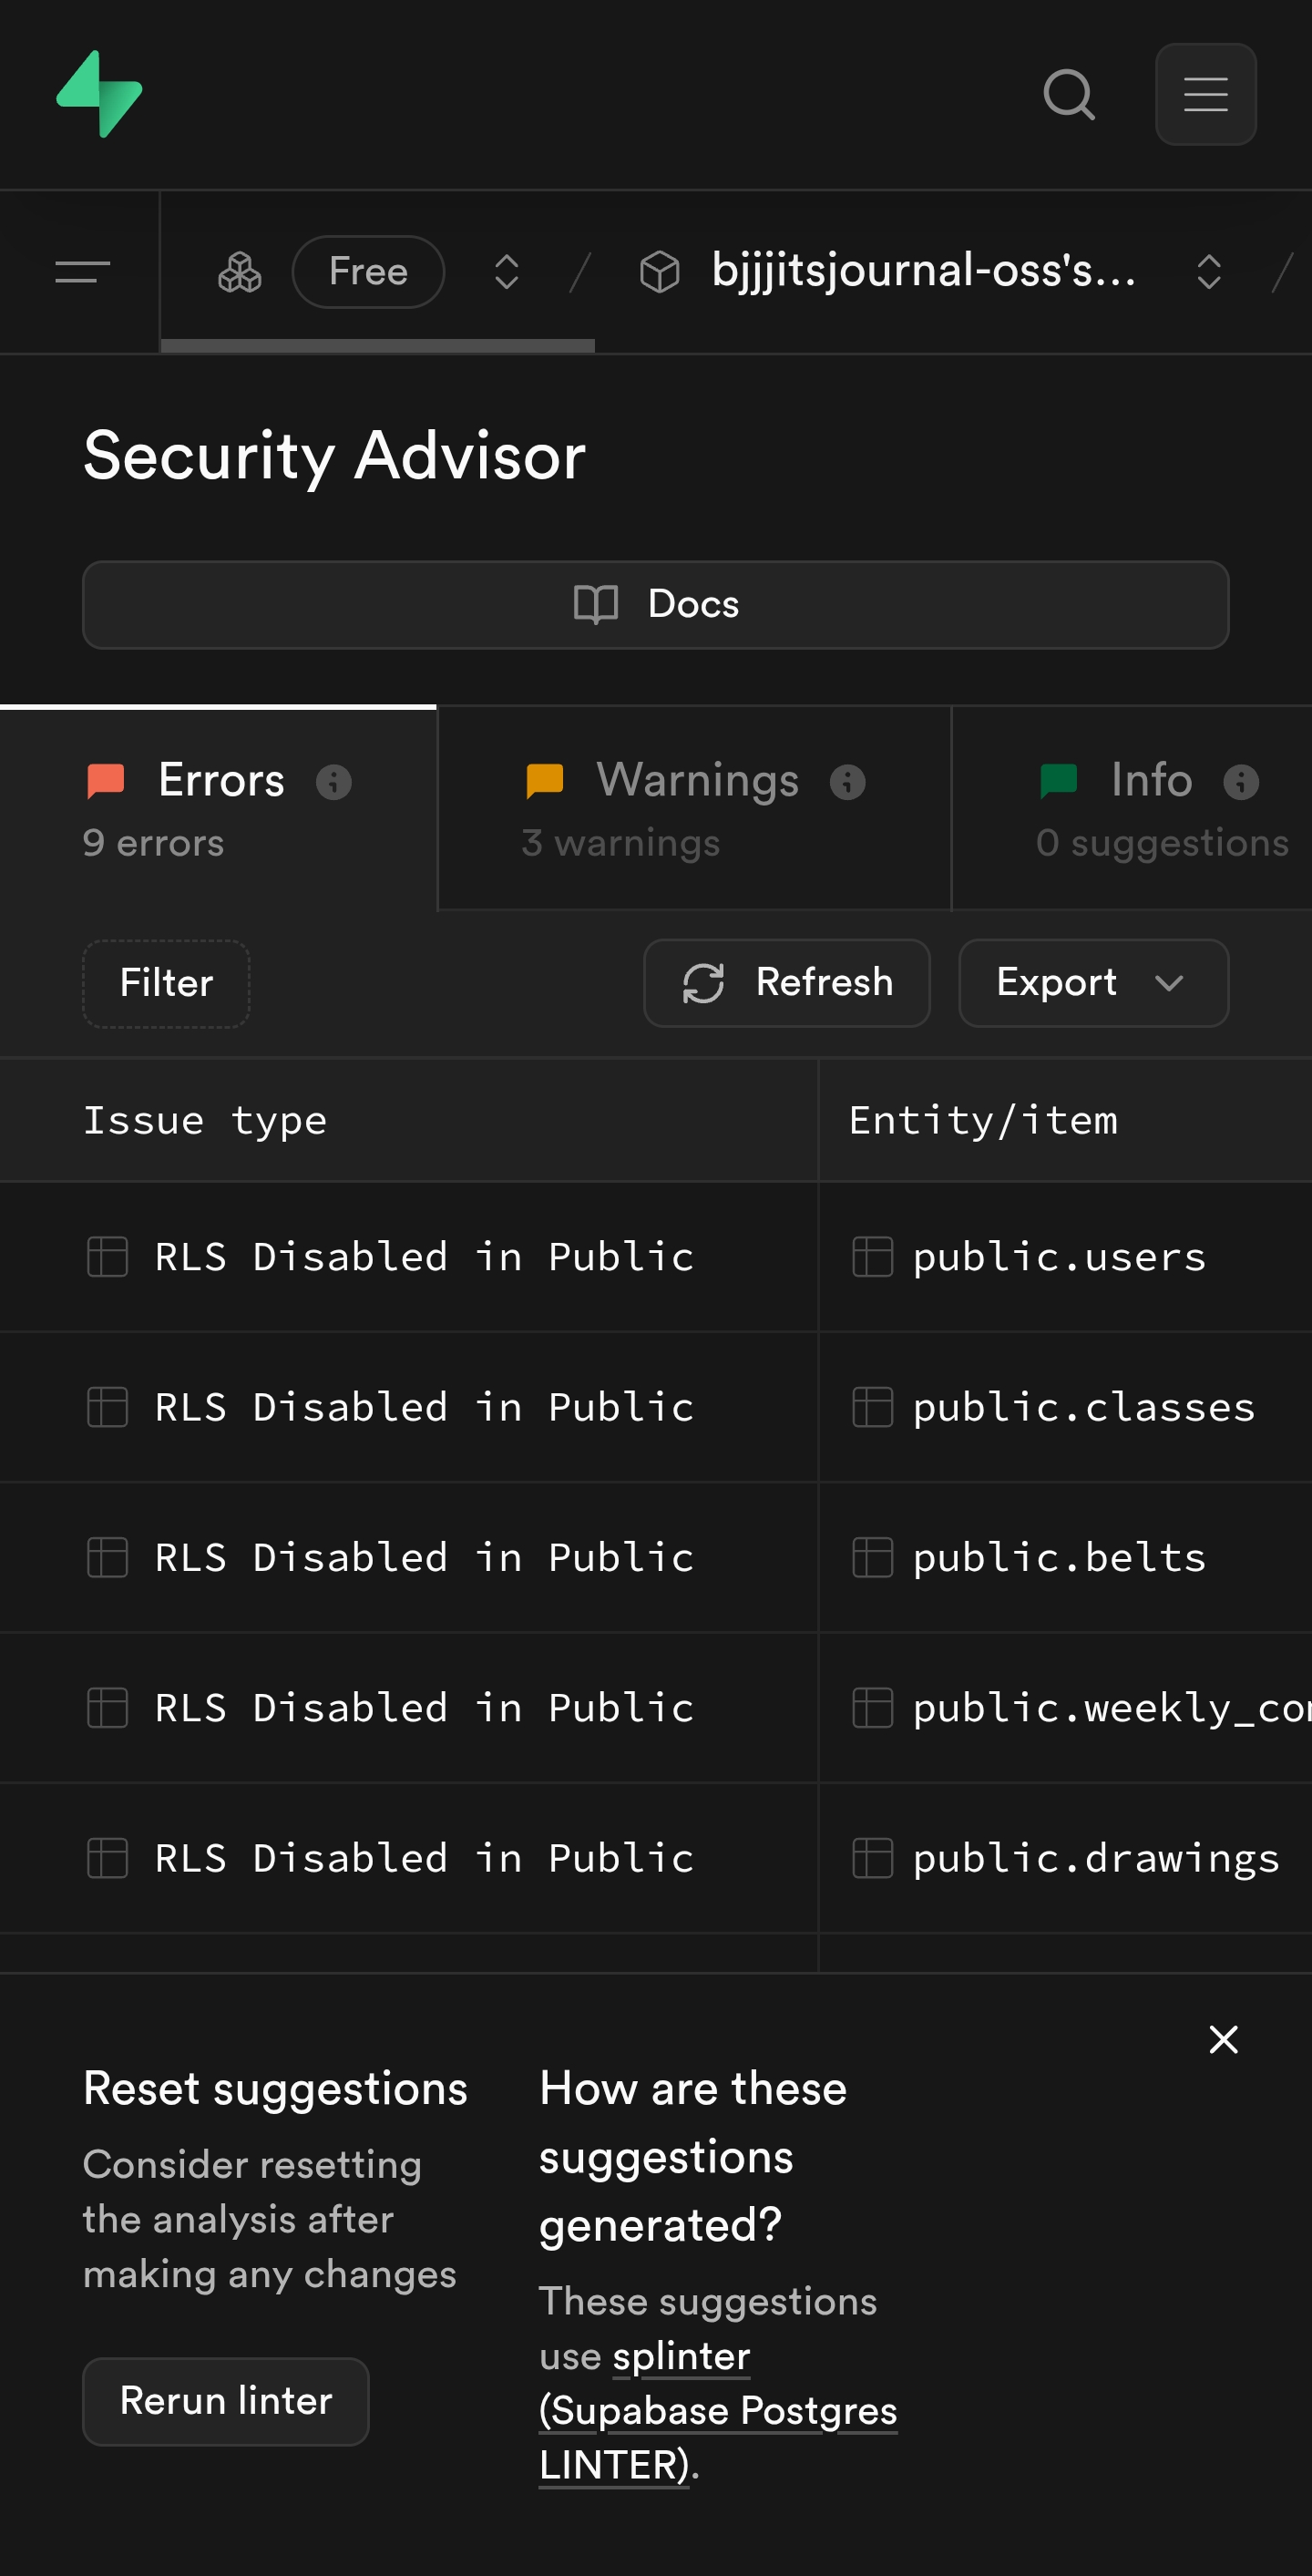 Free / bjjjitsjournal-oss's... /
Security Advisor
Docs
Errors
9 errors
Warnings
3 warnings
Info
0 suggestions
Filter
Refresh
Export
Issue type Entity/item
RLS Disabled in Public public.users
RLS Disabled in Public public.classes
RLS Disabled in Public public.belts
RLS Disabled in Public public.weekly_co
RLS Disabled in Public public.drawings
Reset suggestions
Consider resetting
the analysis after
making any changes
Rerun linter
How are these
suggestions
generated?
These suggestions
use splinter
(Supabase Postgres
LINTER).